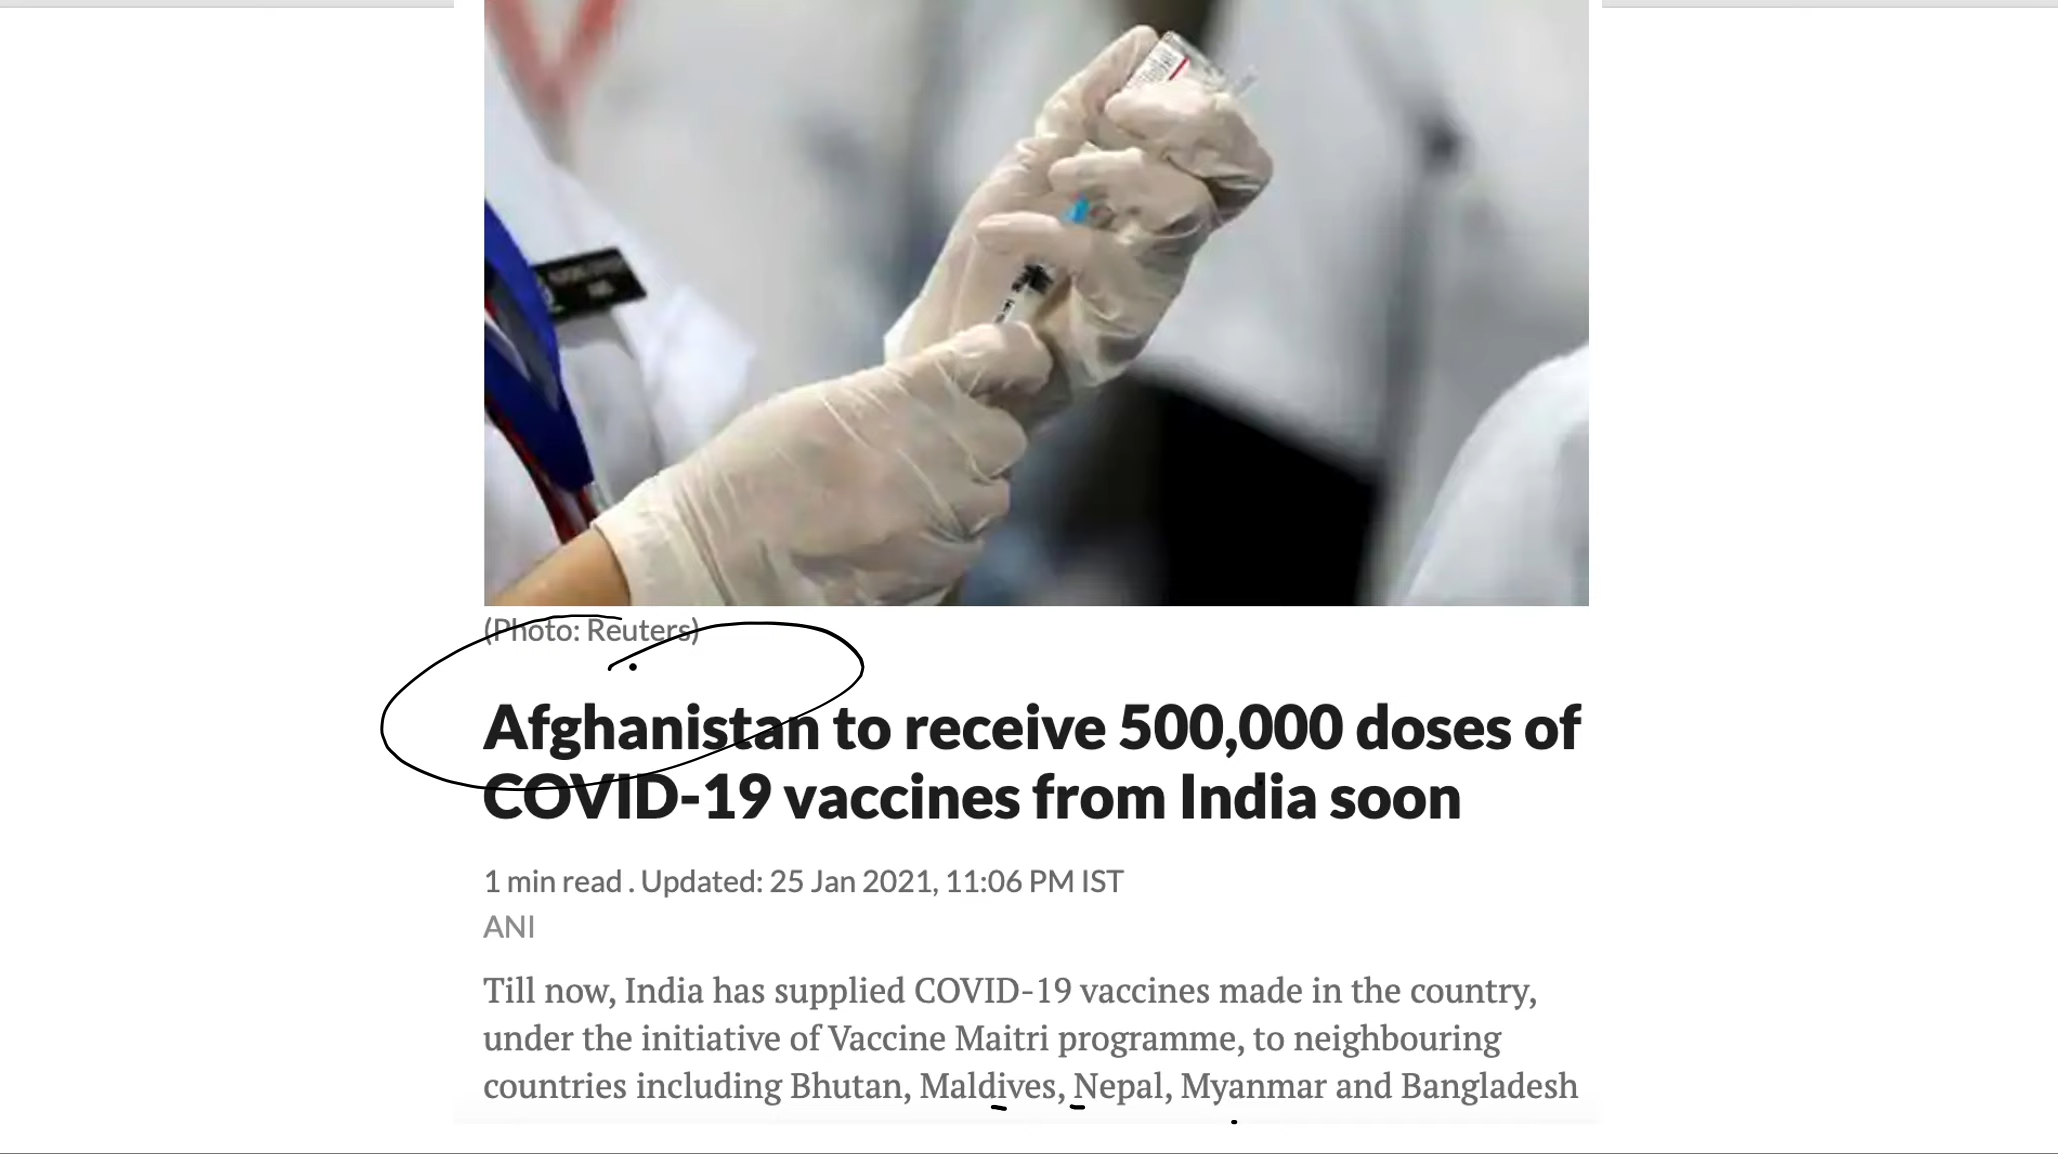 (Photo: Reuters)
Afghanistan to receive 500,000 doses of
COVID-19 vaccines from India soon
1 min read . Updated: 25 Jan 2021, 11:06 PM IST
ANI
Till now, India has supplied COVID-19 vaccines made in the country,
under the initiative of Vaccine Maitri programme, to neighbouring
countries including Bhutan, Maldives, Nepal, Myanmar and Bangladesh